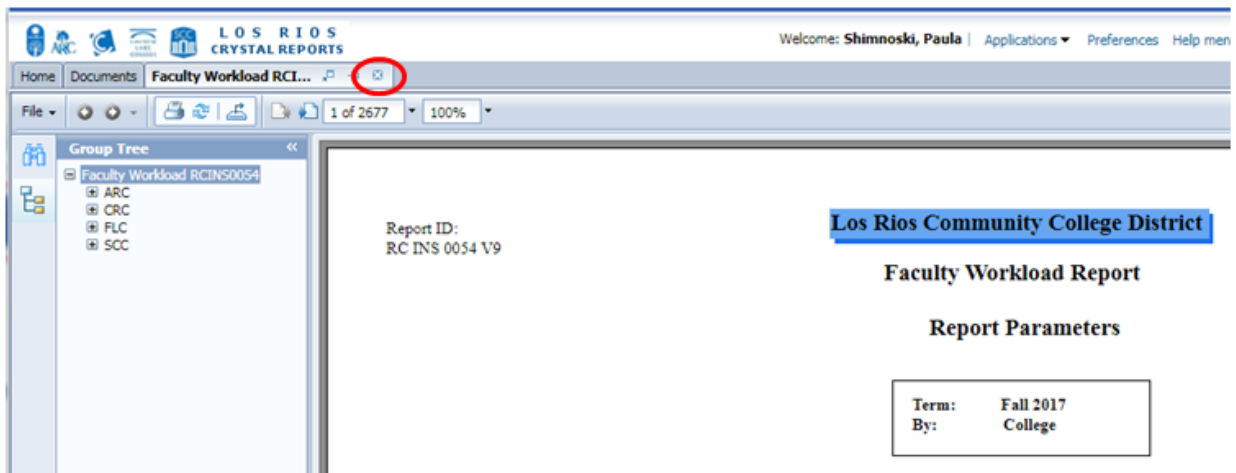 LOS RIOS
CRYSTAL REPORTS
ARC
SCC
Welcome: Shimnoski, Paula | Applications Preferences Help men
Home Documents Faculty Workload RCI...
File 1 of 2677 100%
Group Tree «
Faculty Workload RCINS0054
ARC
CRC
FLC
SCC
Report ID:
RC INS 0054 V9
Los Rios Community College District
Faculty Workload Report
Report Parameters
Term: Fall 2017
By: College